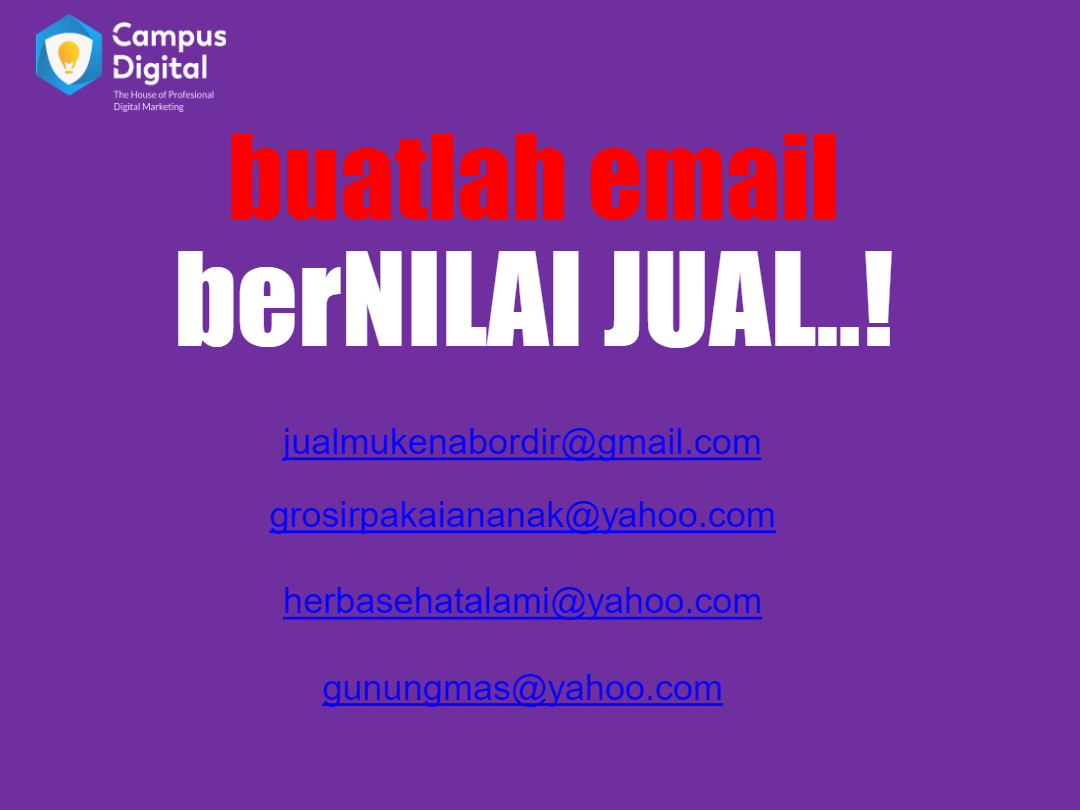 Campus
Digital
The House of Profesional
Digital Marketing
buatlah email
berNILAI JUAL..!
jualmukenabordir@gmail.com
grosirpakaiananak@yahoo.com
herbasehatalami@yahoo.com
gunungmas@yahoo.com